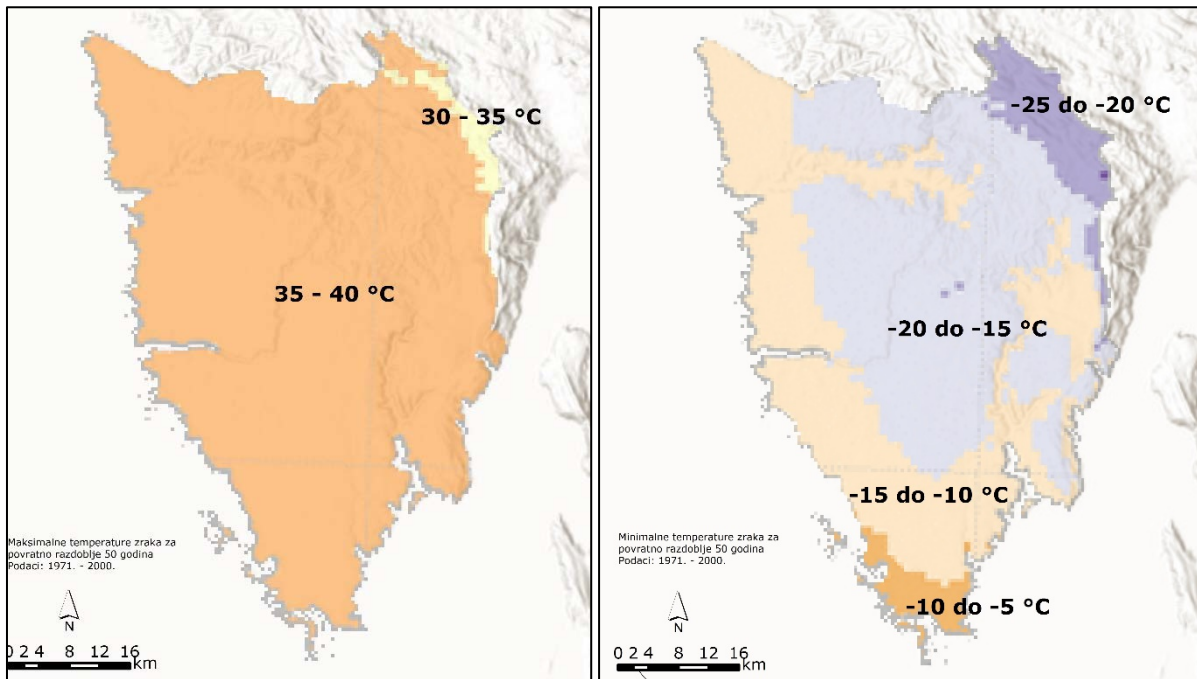 30 - 35 °C
35 - 40 °C
Maksimalne temperature zraka za
povratno razdoblje 50 godina
Podaci: 1971. - 2000.
N
0 2 4 8 12 16
km
-25 do -20 °C
-20 do -15 °C
-15 do -10 °C
-10 do -5 °C
Minimalne temperature zraka za
povratno razdoblje 50 godina
Podaci: 1971. - 2000.
N
0 2 4 8 12 16
km